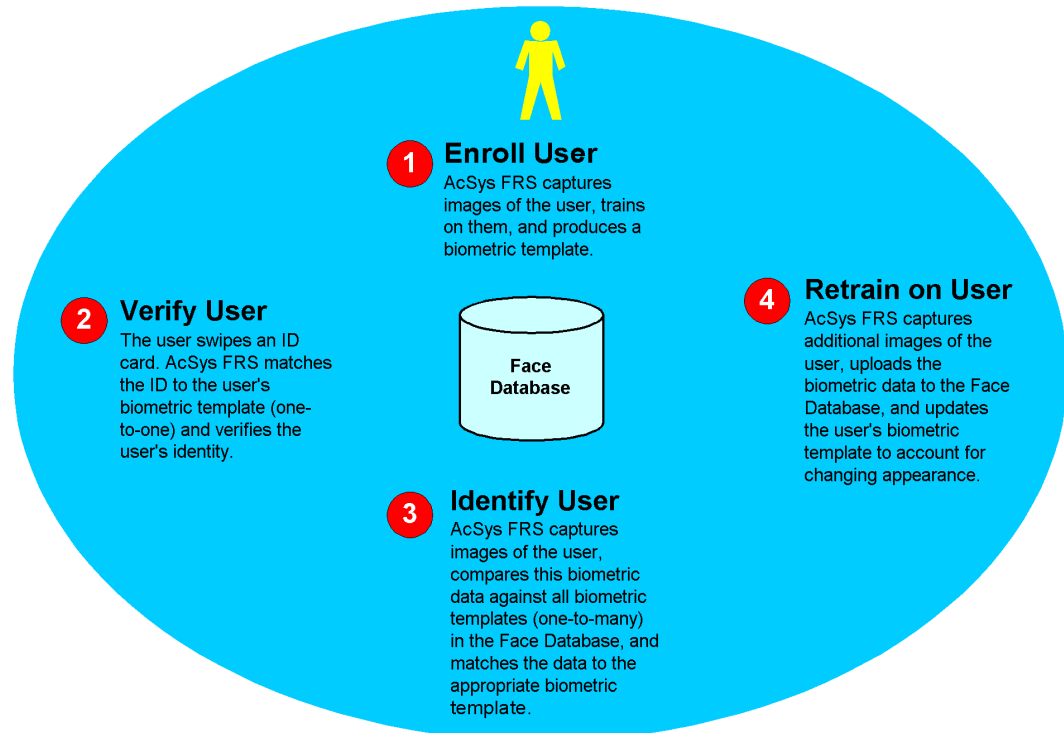 1
Enroll User
AcSys FRS captures
images of the user, trains
on them, and produces a
biometric template.
2
Verify User
The user swipes an ID
card. AcSys FRS matches
the ID to the user's
biometric template (one-
to-one) and verifies the
user's identity.
Face
Database
3
Identify User
AcSys FRS captures
images of the user,
compares this biometric
data against all biometric
templates (one-to-many)
in the Face Database, and
matches the data to the
appropriate biometric
template.
4
Retrain on User
AcSys FRS captures
additional images of the
user, uploads the
biometric data to the Face
Database, and updates
the user's biometric
template to account for
changing appearance.